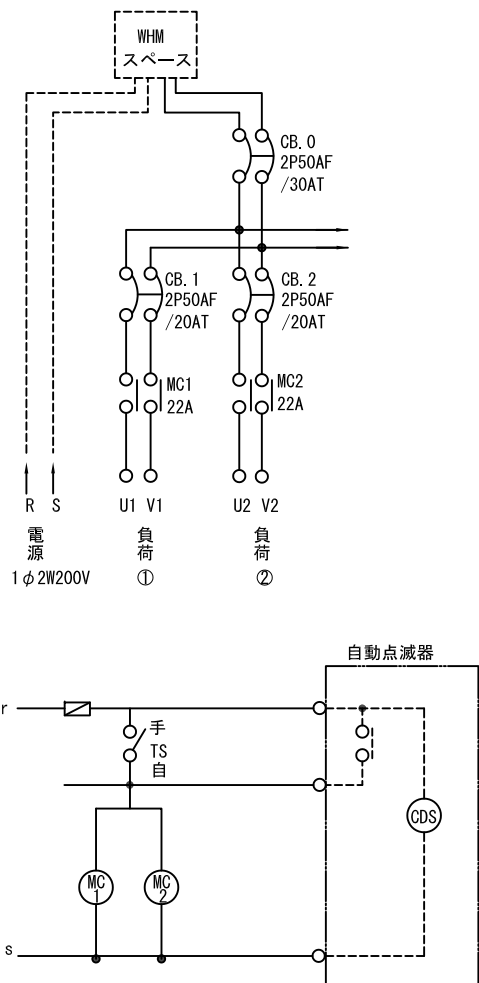 WHM
スペース
CB.0
2P50AF
/30AT
CB.1
2P50AF
/20AT
CB.2
2P50AF
/20AT
MC1
22A
MC2
22A
R S
U1 V1
U2 V2
電源
負荷
負荷
1φ2W200V
①
②
自動点滅器
r
手
TS
自
CDS
MC
1
MC
2
s